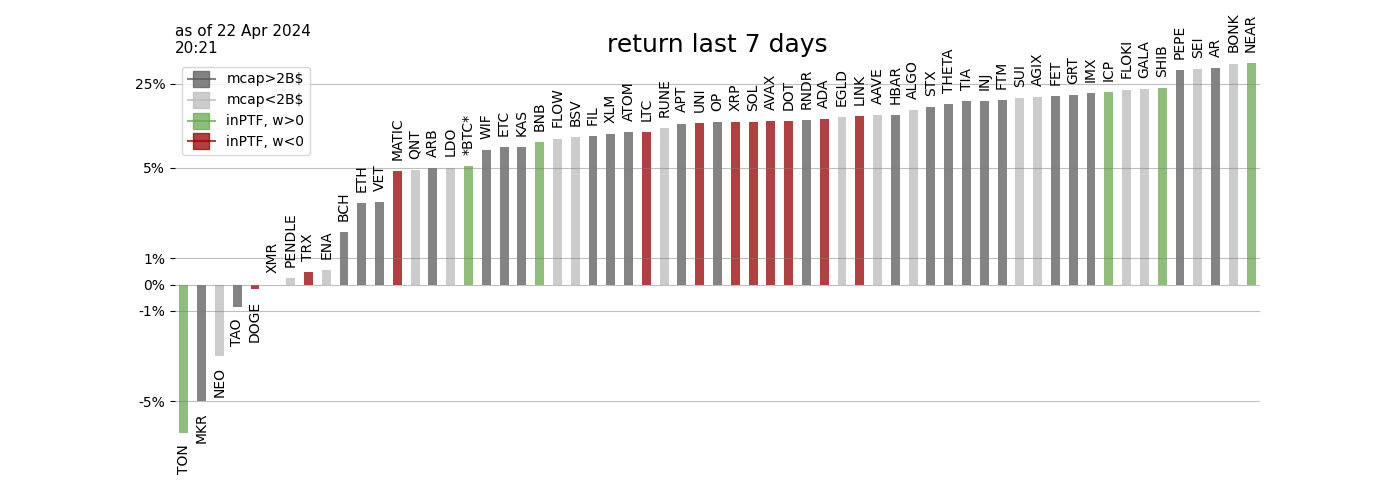 as of 22 Apr 2024
20:21
return last 7 days
mcap>2B$
mcap<2B$
inPTF, w>0
inPTF, w<0
25%
5%
1%
0%
-1%
-5%
TON
MKR
NEO
TAO
DOGE
XMR
PENDLE
TRX
ENA
BCH
ETH
VET
MATIC
QNT
ARB
LDO
*BTC*
WIF
ETC
KAS
BNB
FLOW
BSV
FIL
XLM
ATOM
LTC
RUNE
APT
UNI
OP
XRP
SOL
AVAX
DOT
RNDR
ADA
EGLD
LINK
AAVE
HBAR
ALGO
STX
THETA
TIA
INJ
FTM
SUI
AGIX
FET
GRT
IMX
ICP
FLOKI
GALA
SHIB
PEPE
SEI
AR
BONK
NEAR